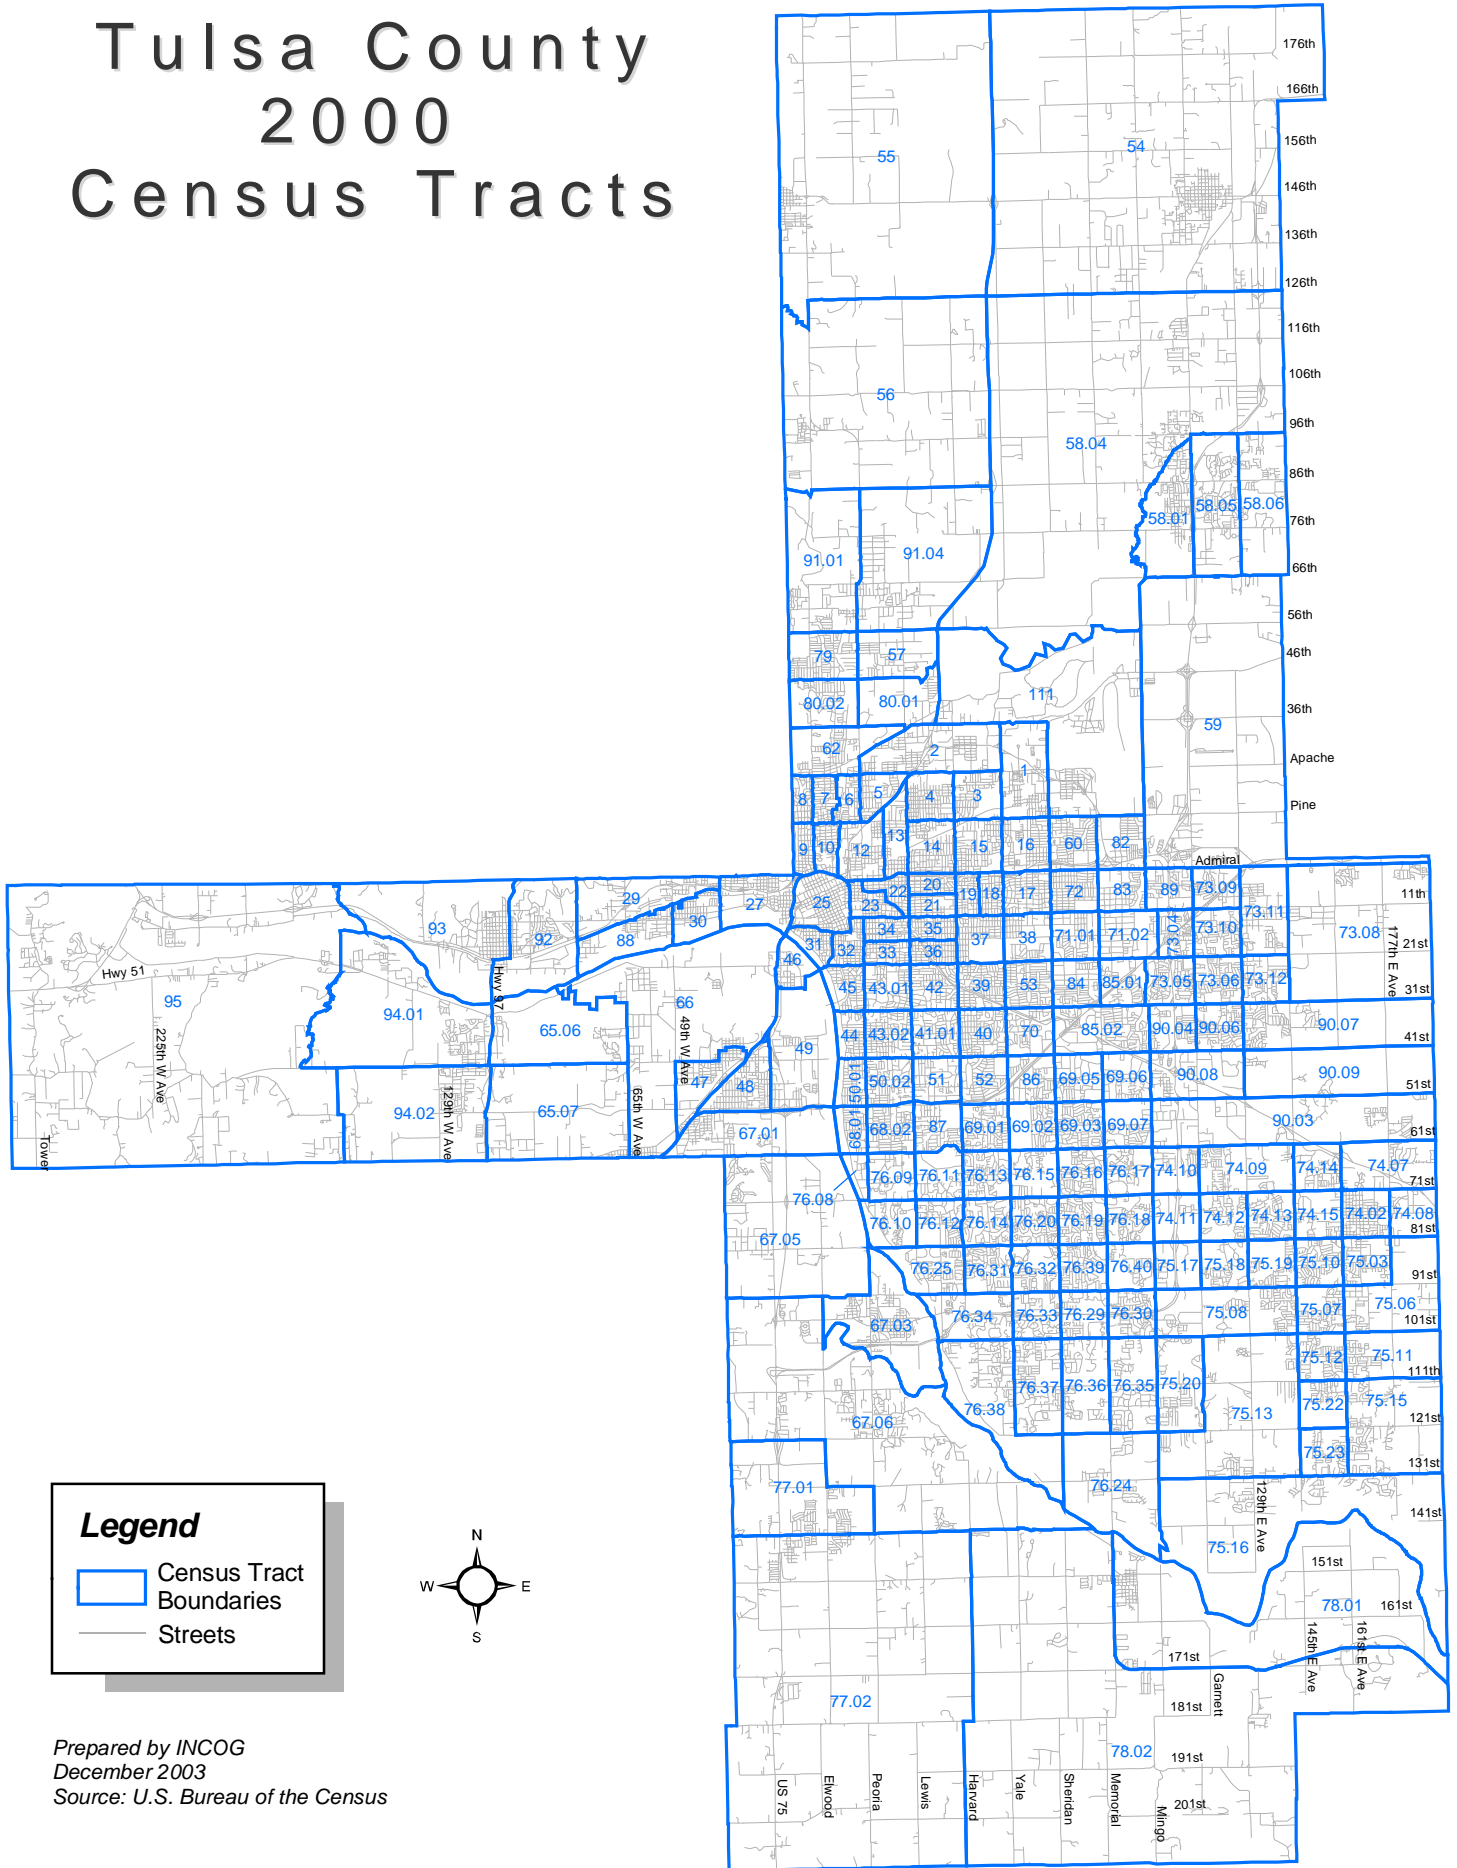 Tulsa County
2000
Census Tracts
176th
166th
156th
54
55
146th
136th
126th
116th
106th
56
96th
58.04
86th
58.05 58.06
58.01
76th
91.04
91.01
66th
56th
46th
57
79
111
80.01
80.02
36th
59
62
2
Apache
1
5
8 7 6
4
3
Pine
13
9 10 12
14 15 16 60 82
Admiral
20
22
29
27
25
23
21
19 18 17 72 83 89 73.09
11th
30
73.11
93
92
88
34 35
37 38 71.01 71.02 73.04 73.10
73.08
177th E Ave
21st
31 32
33 36
46
Hwy 51
Hwy 97
95
66
45 43.01 42 39 53 84 85.01 73.05 73.06 73.12
31st
94.01
65.06
49th W Ave
225th W Ave
49
44 43.02 41.01 40 70 85.02 90.04 90.06 90.07
41st
47 48
50.01
50.02 51 52 86 69.05 69.06 90.08 90.09
51st
94.02
129th W Ave
65.07
65th W Ave
67.01
68.01
68.02 87 69.01 69.02 69.03 69.07
90.03
61st
Tower
76.08
76.09 76.11 76.13 76.15 76.16 76.17 74.10 74.09 74.14 74.07
71st
76.10 76.12 76.14 76.20 76.19 76.18 74.11 74.12 74.13 74.15 74.02 74.08
81st
67.05
76.25 76.31 76.32 76.39 76.40 75.17 75.18 75.19 75.10 75.03
91st
67.03
76.34 76.33 76.29 76.30 75.08 75.07 75.06
101st
75.12 75.11
111th
76.37 76.36 76.35 75.20
76.38
67.06
75.13
75.22 75.15
121st
75.23
131st
77.01
76.24
129th E Ave
141st
75.16
151st
78.01
161st
145th E Ave
161st E Ave
171st
77.02
Garnett
181st
78.02
191st
US 75
Elwood
Peoria
Lewis
Harvard
Yale
Sheridan
Memorial
Mingo
201st
Legend
Census Tract
Boundaries
Streets
N
W E
S
Prepared by INCOG
December 2003
Source: U.S. Bureau of the Census